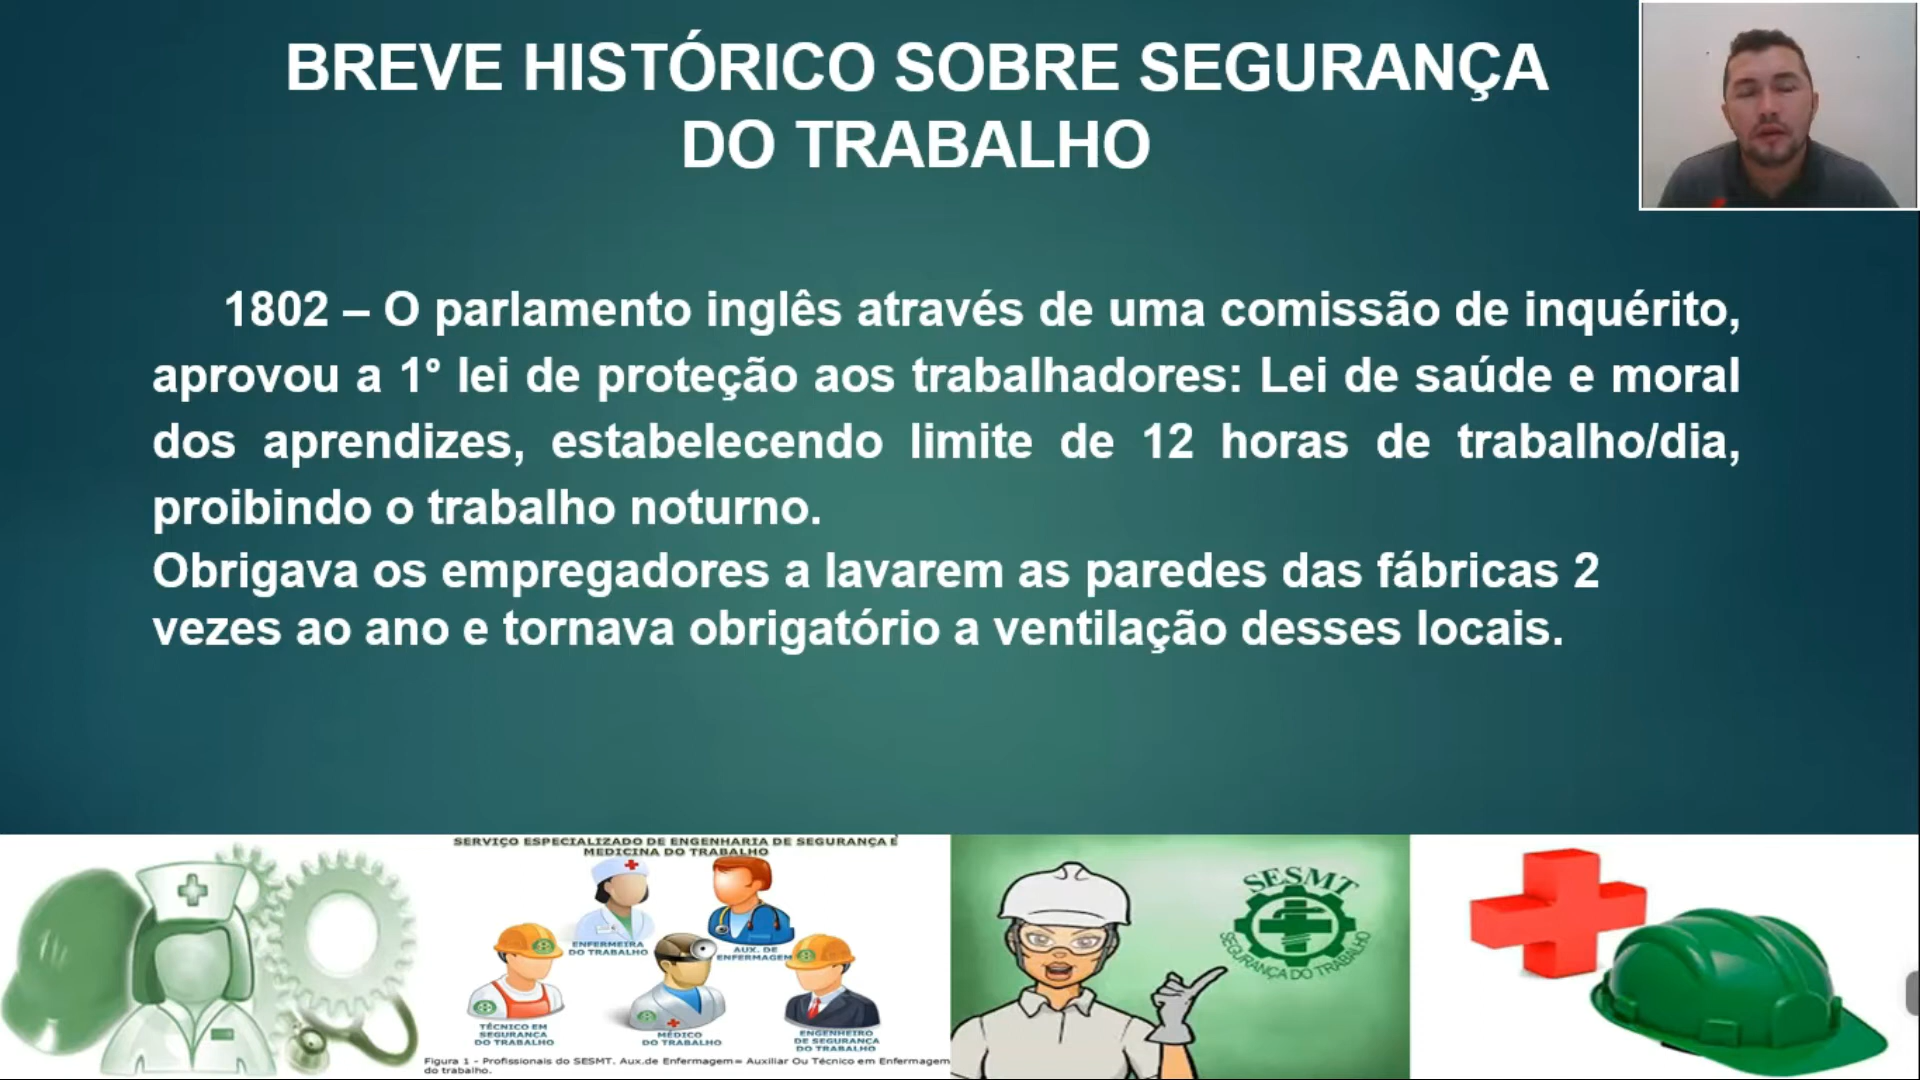 BREVE HISTÓRICO SOBRE SEGURANÇA
DO TRABALHO
1802 – O parlamento inglês através de uma comissão de inquérito,
aprovou a 1° lei de proteção aos trabalhadores: Lei de saúde e moral
dos aprendizes, estabelecendo limite de 12 horas de trabalho/dia,
proibindo o trabalho noturno.
Obrigava os empregadores a lavarem as paredes das fábricas 2
vezes ao ano e tornava obrigatório a ventilação desses locais.
SERVIÇO ESPECIALIZADO DE ENGENHARIA DE SEGURANÇA E
MEDICINA DO TRABALHO
ENFERMEIRA
DO TRABALHO
AUX. DE
ENFERMAGEM
TÉCNICO EM
SEGURANÇA
DO TRABALHO
MÉDICO
DO TRABALHO
ENGENHEIRO
DE SEGURANÇA
DO TRABALHO
Figura 1 - Profissionais do SESMT. Aux.de Enfermagem= Auxiliar Ou Técnico em Enfermagem
do trabalho.
SESMT
SEGURANÇA DO TRABALHO